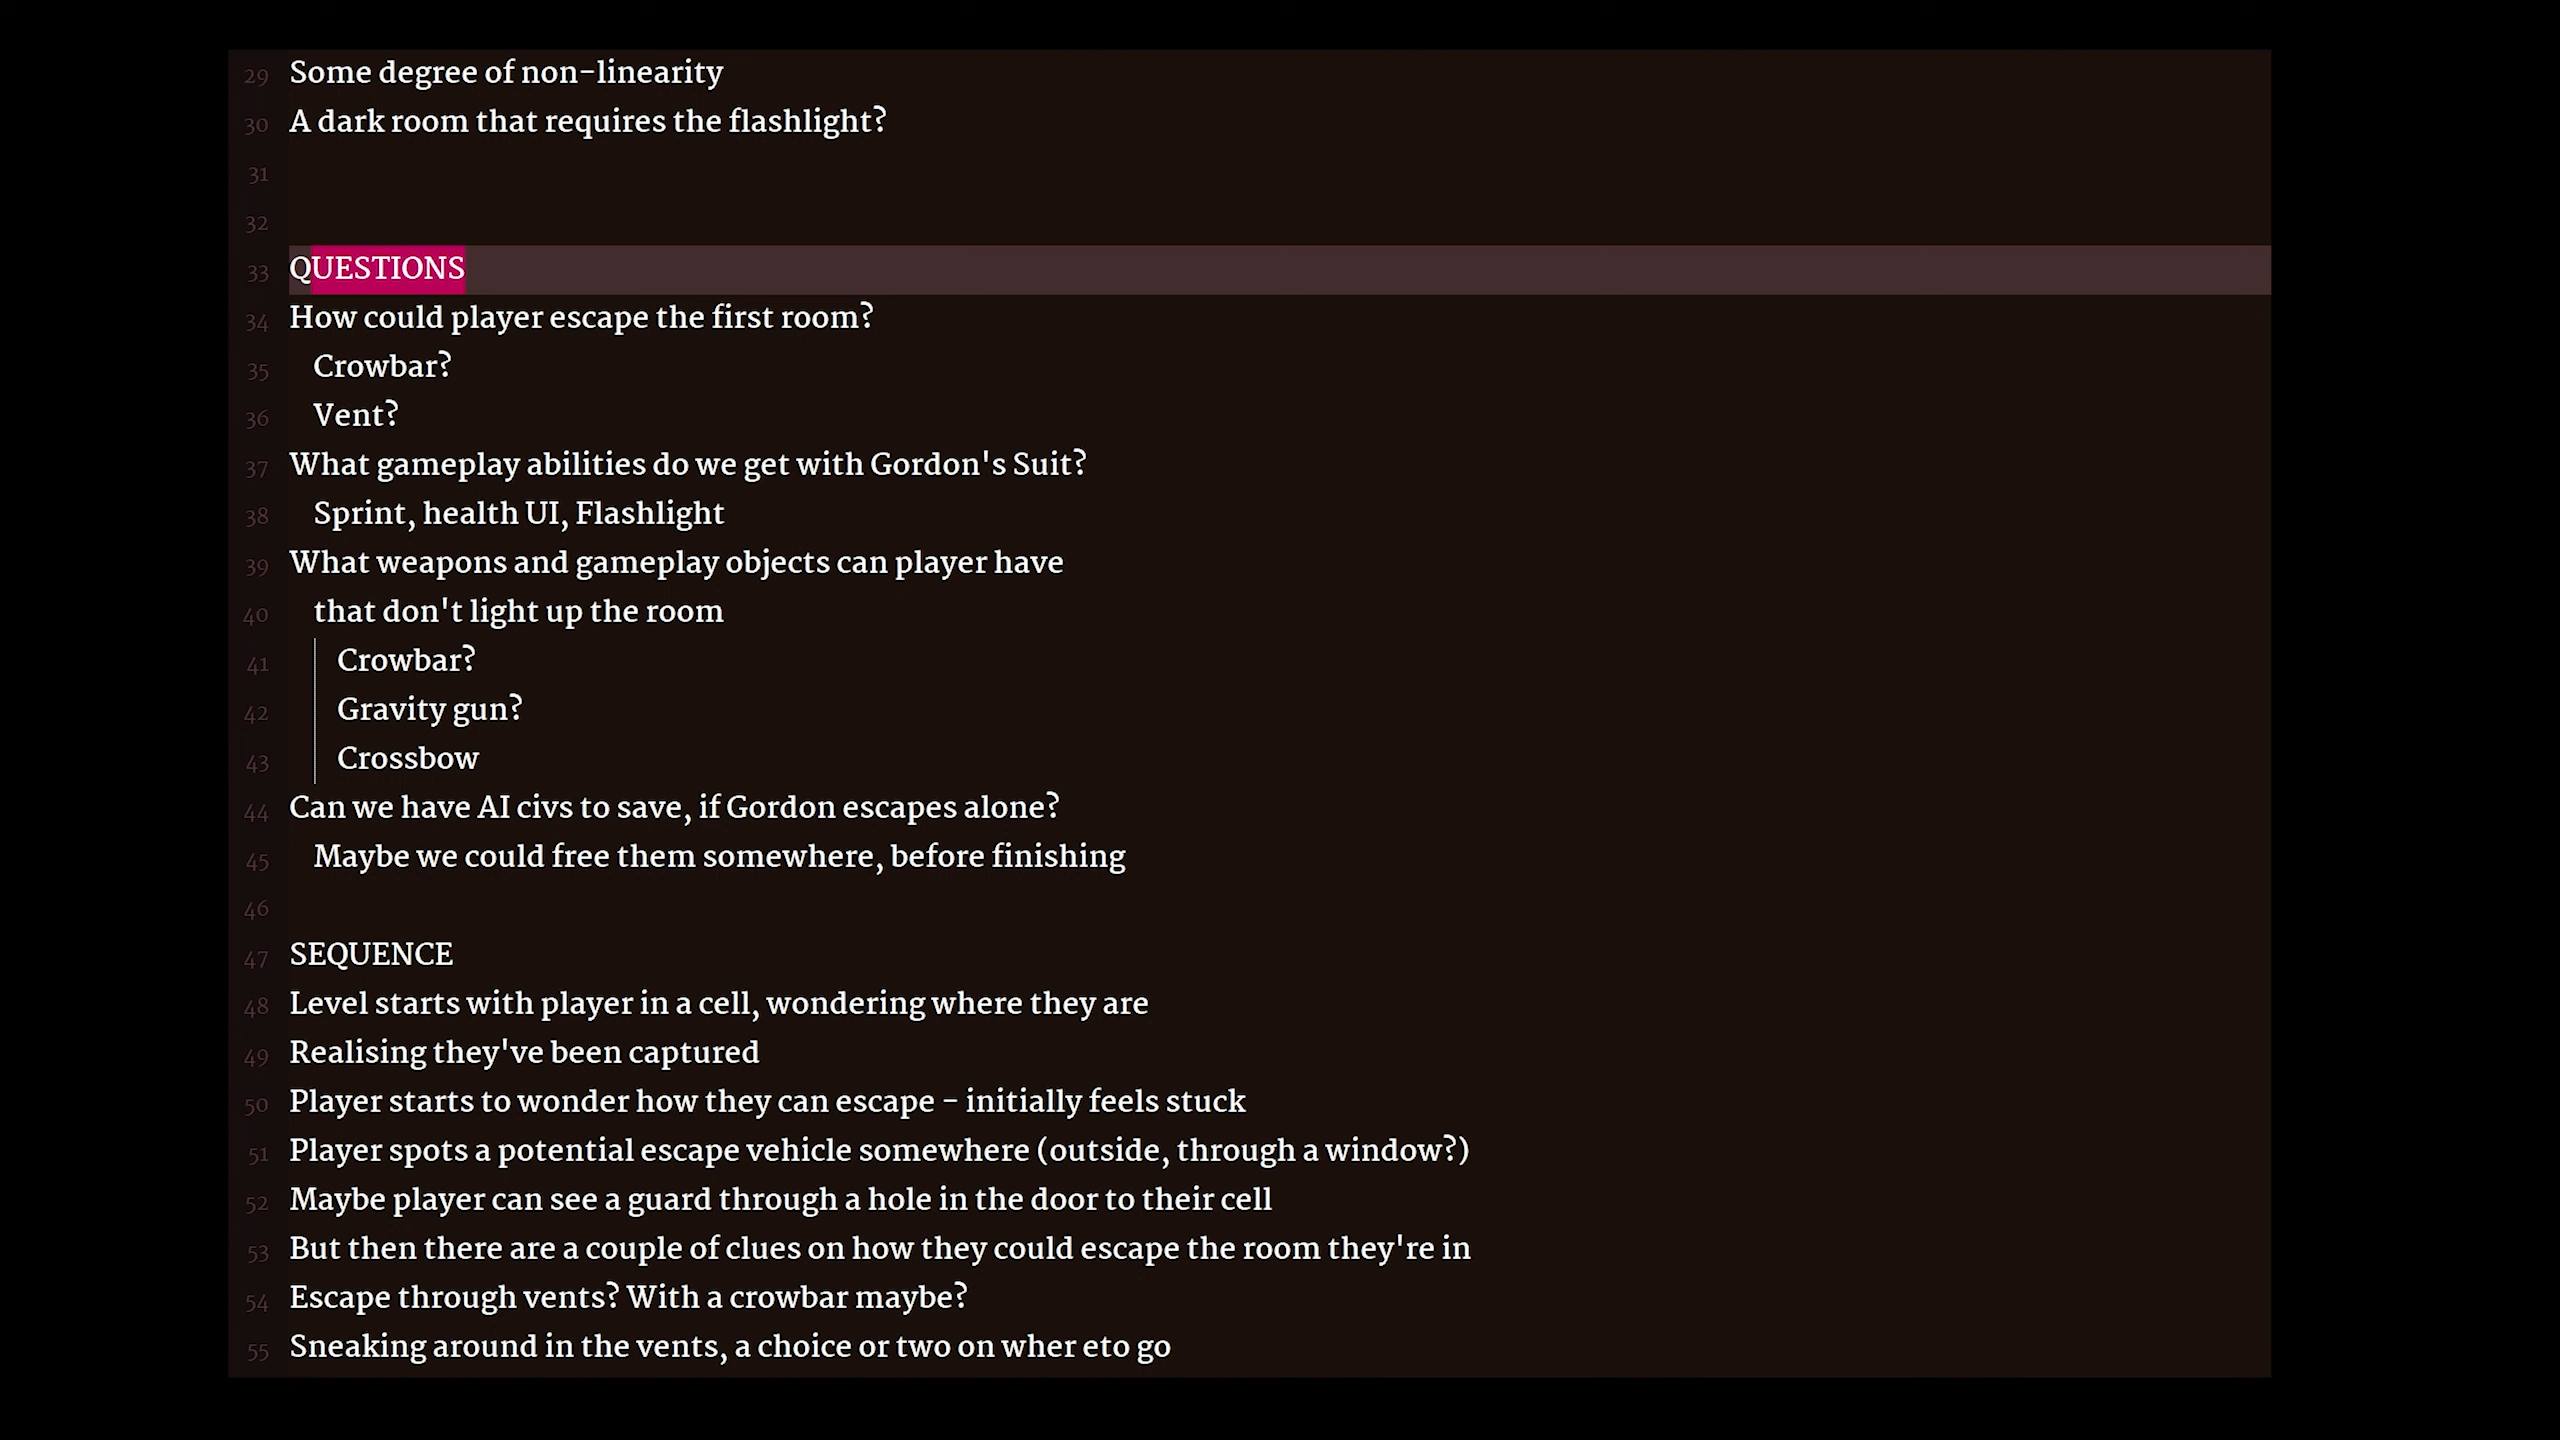 29 Some degree of non-linearity
30 A dark room that requires the flashlight?
31
32
33 QUESTIONS
34 How could player escape the first room?
35 Crowbar?
36 Vent?
37 What gameplay abilities do we get with Gordon's Suit?
38 Sprint, health UI, Flashlight
39 What weapons and gameplay objects can player have
40 that don't light up the room
41 Crowbar?
42 Gravity gun?
43 Crossbow
44 Can we have AI civs to save, if Gordon escapes alone?
45 Maybe we could free them somewhere, before finishing
46
47 SEQUENCE
48 Level starts with player in a cell, wondering where they are
49 Realising they've been captured
50 Player starts to wonder how they can escape - initially feels stuck
51 Player spots a potential escape vehicle somewhere (outside, through a window?)
52 Maybe player can see a guard through a hole in the door to their cell
53 But then there are a couple of clues on how they could escape the room they're in
54 Escape through vents? With a crowbar maybe?
55 Sneaking around in the vents, a choice or two on wher eto go